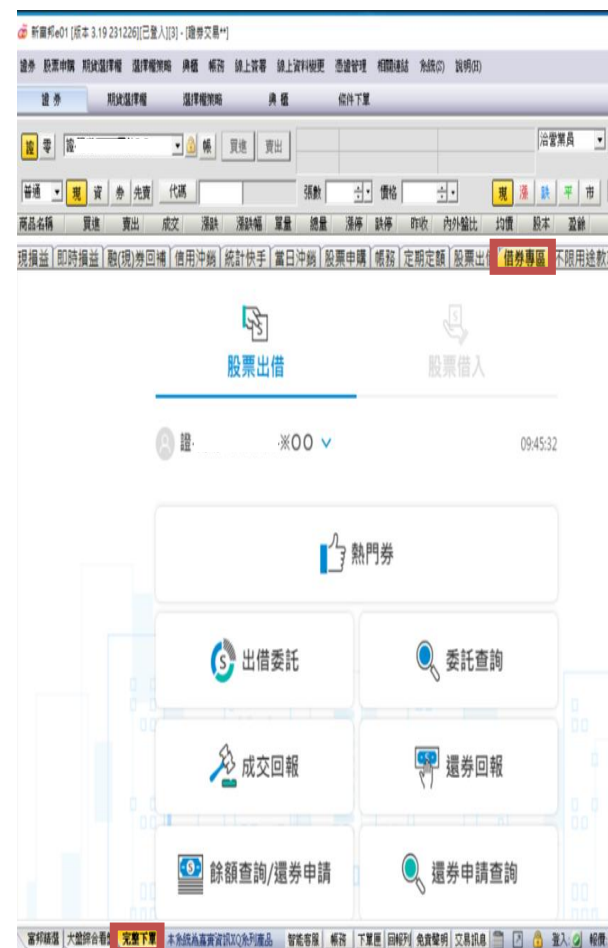 新富邦e01 [版本 3.19 231226][已登入][3] - [證券交易**]
證券 股票申購 期貨選擇權 選擇權策略 典櫃 帳務 線上簽署 線上資料變更 憑證管理 相關連結 系統(S) 說明(H)
證券 期貨選擇權 選擇權策略 典櫃 條件下單
證 零 證- 帳 買進 賣出 洽營業員
普通 現 資 券 先賣 代碼 張數 價格 現 漲 跌 平 市
商品名稱 買進 賣出 成交 漲跌 漲跌幅 單量 總量 漲停 跌停 昨收 內外盤比 均價 股本 盈餘
現損益 即時損益 融(現)券回補 信用沖銷 統計快手 當日沖銷 股票申購 帳務 定期定額 股票出借 借券專區 不限用途款
股票出借 股票借入
證- -※OO 09:45:32
熱門券
出借委託 委託查詢
成交回報 還券回報
餘額查詢/還券申請 還券申請查詢
富邦精選 大盤綜合看盤 完整下單 本系統為嘉實資訊XQ系列產品 智能客服 帳務 下單匣 回報列 免責聲明 交易訊息 登入 報價